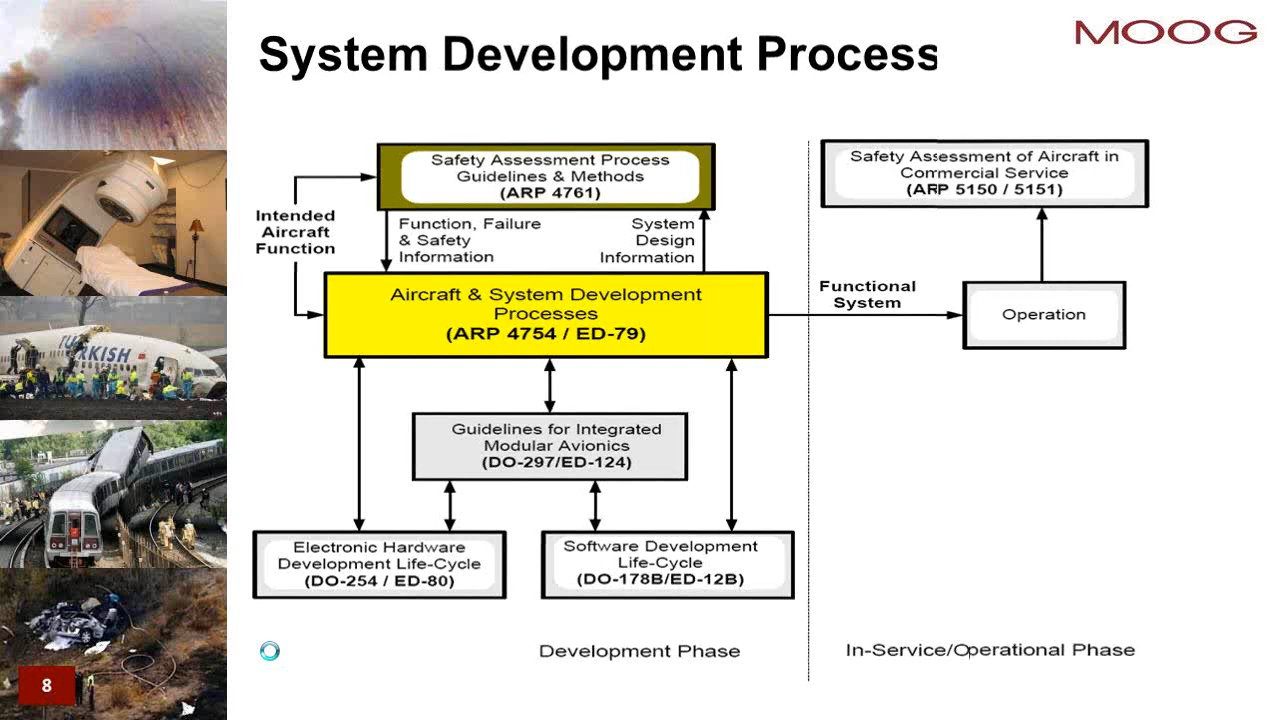 System Development Process
MOOG
Safety Assessment Process
Guidelines & Methods
(ARP 4761)
Safety Assessment of Aircraft in
Commercial Service
(ARP 5150 / 5151)
Intended
Aircraft
Function
Function, Failure
& Safety
Information
System
Design
Information
Aircraft & System Development
Processes
(ARP 4754 / ED-79)
Functional
System
Operation
Guidelines for Integrated
Modular Avionics
(DO-297/ED-124)
Electronic Hardware
Development Life-Cycle
(DO-254 / ED-80)
Software Development
Life-Cycle
(DO-178B/ED-12B)
Development Phase
In-Service/Operational Phase
TURKISH
8